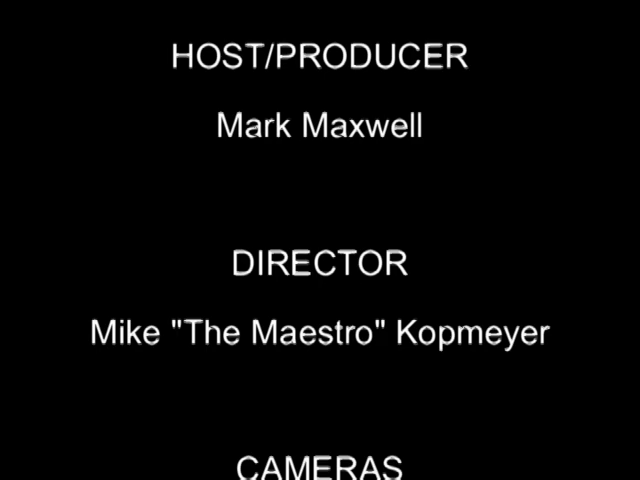 HOST/PRODUCER
Mark Maxwell
DIRECTOR
Mike "The Maestro" Kopmeyer
CAMERAS